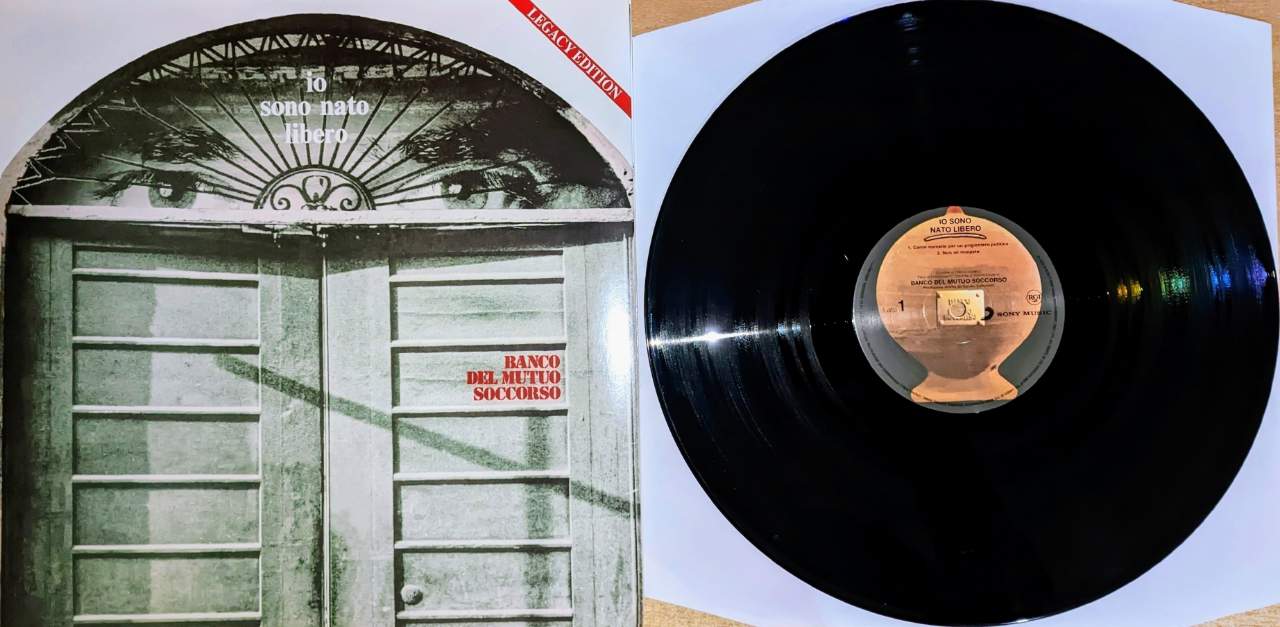 LEGACY EDITION
io
sono nato
libero
BANCO
DEL MUTUO
SOCCORSO
IO SONO
NATO LIBERO
1. Canto nomade per un prigioniero politico
2. Non mi rompete
BANCO DEL MUTUO SOCCORSO
Lato 1
SONY MUSIC